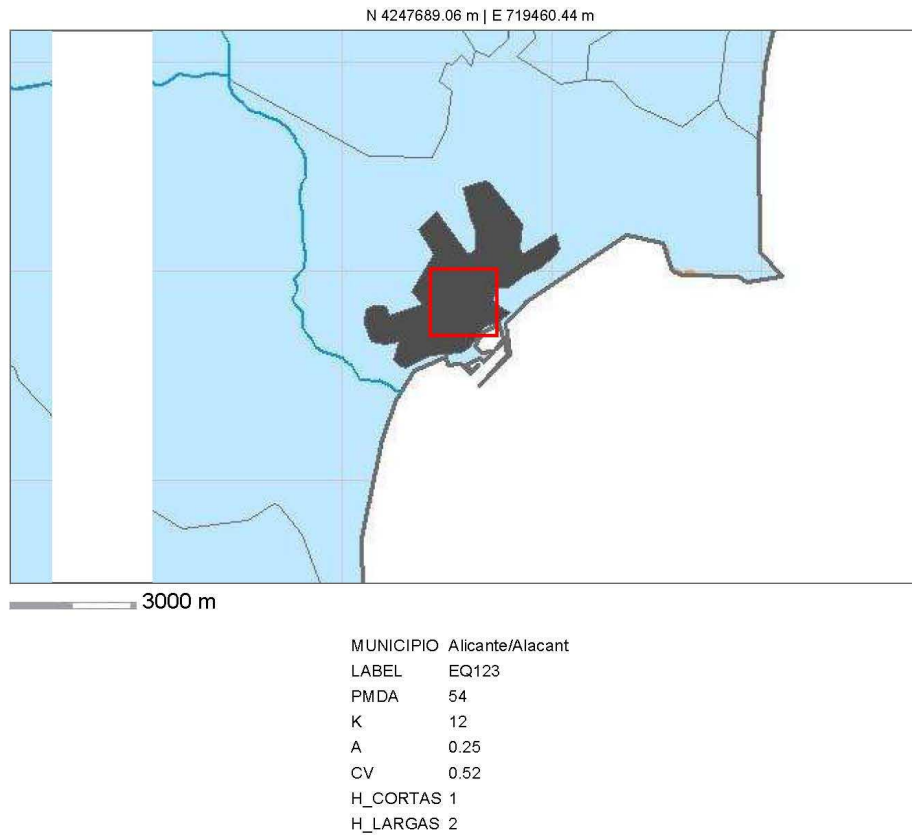 N 4247689.06 m | E 719460.44 m
3000 m
MUNICIPIO Alicante/Alacant
LABEL EQ123
PMDA 54
K 12
A 0.25
CV 0.52
H_CORTAS 1
H_LARGAS 2